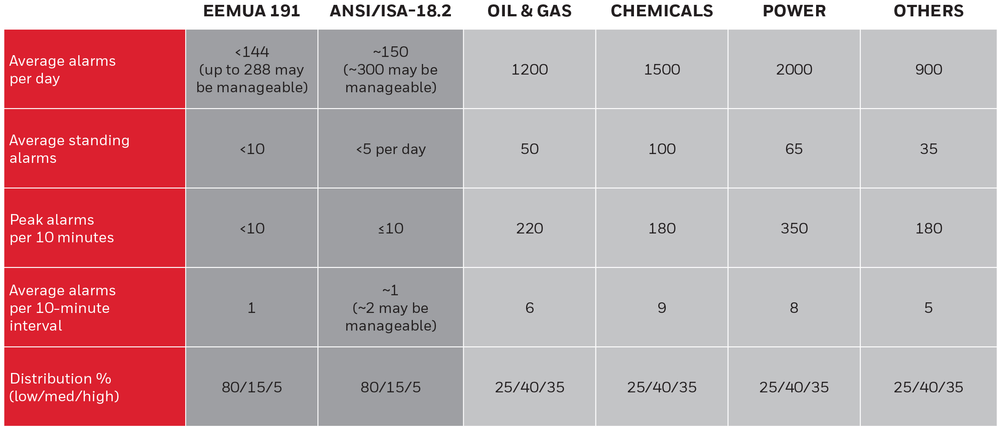 EEMUA 191 ANSI/ISA-18.2 OIL & GAS CHEMICALS POWER OTHERS
Average alarms
per day
<144
(up to 288 may
be manageable)
~150
(~300 may be
manageable)
1200
1500
2000
900
Average standing
alarms
<10
<5 per day
50
100
65
35
Peak alarms
per 10 minutes
<10
≤10
220
180
350
180
Average alarms
per 10-minute
interval
1
~1
(~2 may be
manageable)
6
9
8
5
Distribution %
(low/med/high)
80/15/5
80/15/5
25/40/35
25/40/35
25/40/35
25/40/35